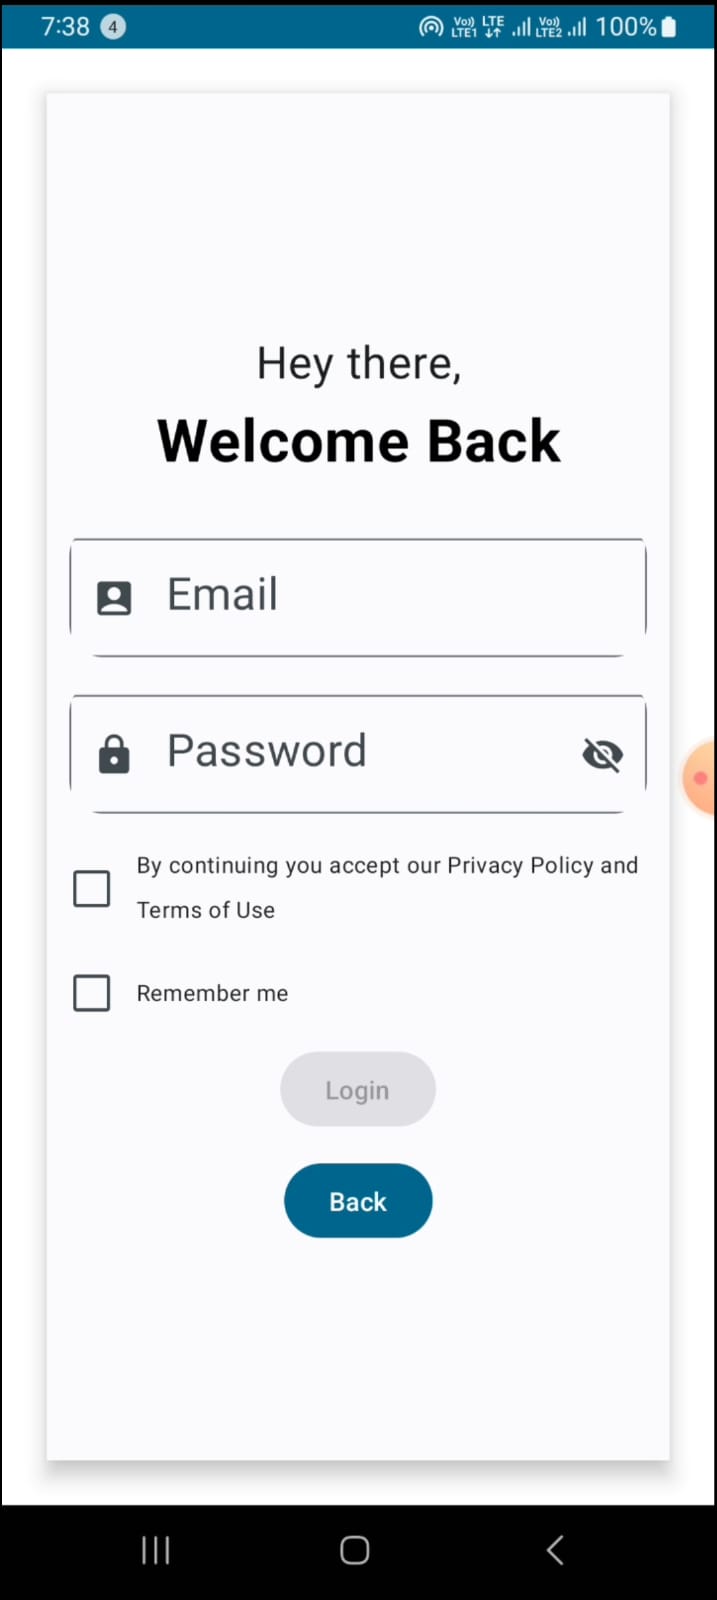 7:38 4 Vo)) LTE1 LTE Vo)) LTE2 100%
Hey there,
Welcome Back
Email
Password
By continuing you accept our Privacy Policy and
Terms of Use
Remember me
Login
Back